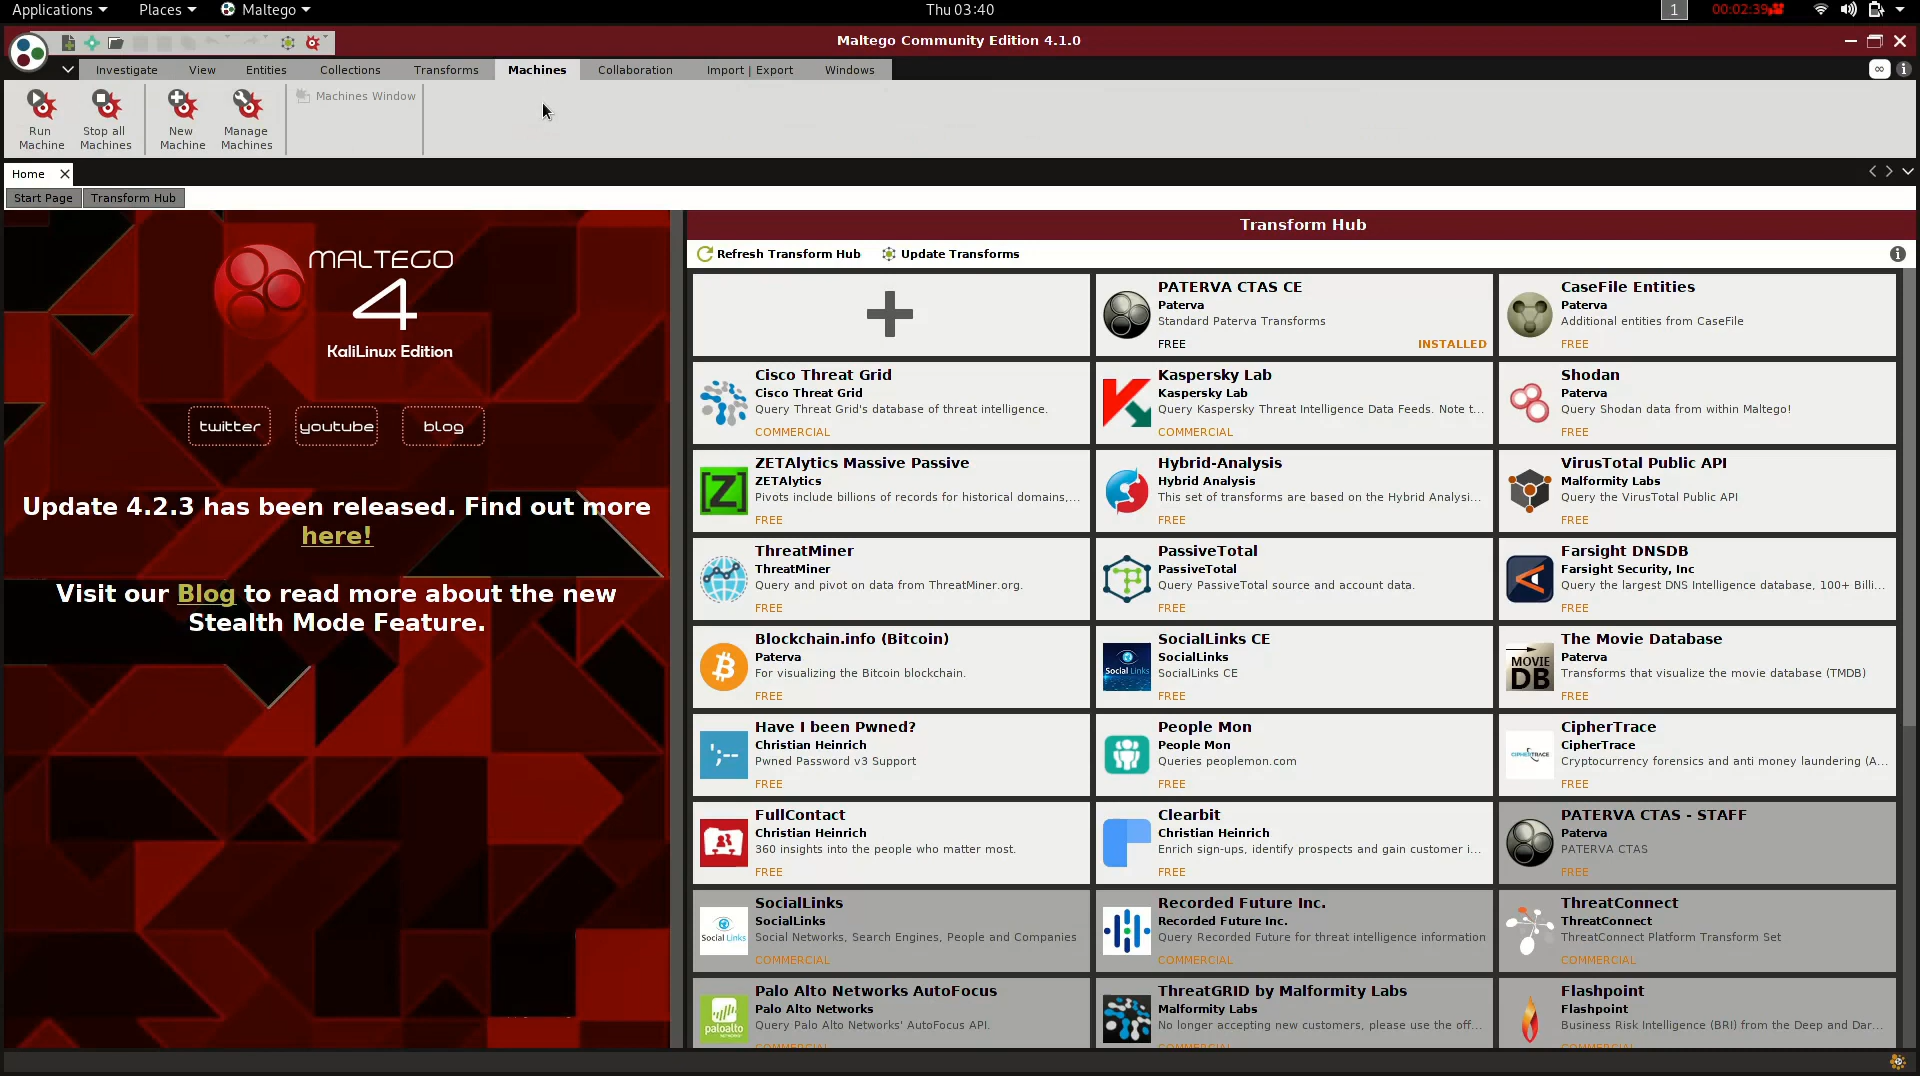 Applications Places Maltego Thu 03:40 1 00:02:39
Maltego Community Edition 4.1.0
Investigate View Entities Collections Transforms Machines Collaboration Import | Export Windows
Run Machine
Stop all Machines
New Machine
Manage Machines
Machines Window
Home
Start Page Transform Hub
MALTEGO
4
KaliLinux Edition
twitter youtube blog
Update 4.2.3 has been released. Find out more
here!
Visit our Blog to read more about the new
Stealth Mode Feature.
Transform Hub
Refresh Transform Hub Update Transforms
PATERVA CTAS CE
Paterva
Standard Paterva Transforms
FREE INSTALLED
CaseFile Entities
Paterva
Additional entities from CaseFile
FREE
Cisco Threat Grid
Cisco Threat Grid
Query Threat Grid's database of threat intelligence.
COMMERCIAL
Kaspersky Lab
Kaspersky Lab
Query Kaspersky Threat Intelligence Data Feeds. Note t...
COMMERCIAL
Shodan
Paterva
Query Shodan data from within Maltego!
FREE
[Z]
ZETAlytics Massive Passive
ZETAlytics
Pivots include billions of records for historical domains,...
FREE
Hybrid-Analysis
Hybrid Analysis
This set of transforms are based on the Hybrid Analysi...
FREE
VirusTotal Public API
Malformity Labs
Query the VirusTotal Public API
FREE
ThreatMiner
ThreatMiner
Query and pivot on data from ThreatMiner.org.
FREE
PassiveTotal
PassiveTotal
Query PassiveTotal source and account data.
FREE
Farsight DNSDB
Farsight Security, Inc
Query the largest DNS Intelligence database, 100+ Billi...
FREE
Blockchain.info (Bitcoin)
Paterva
For visualizing the Bitcoin blockchain.
FREE
Social Links
SocialLinks CE
SocialLinks
SocialLinks CE
FREE
MOVIE
DB
The Movie Database
Paterva
Transforms that visualize the movie database (TMDB)
FREE
';--
Have I been Pwned?
Christian Heinrich
Pwned Password v3 Support
FREE
People Mon
People Mon
Queries peoplemon.com
FREE
CIPHERTRACE
CipherTrace
CipherTrace
Cryptocurrency forensics and anti money laundering (A...
FREE
FullContact
Christian Heinrich
360 insights into the people who matter most.
FREE
Clearbit
Christian Heinrich
Enrich sign-ups, identify prospects and gain customer i...
FREE
PATERVA CTAS - STAFF
Paterva
PATERVA CTAS
FREE
Social Links
SocialLinks
SocialLinks
Social Networks, Search Engines, People and Companies
COMMERCIAL
Recorded Future Inc.
Recorded Future Inc.
Query Recorded Future for threat intelligence information
COMMERCIAL
ThreatConnect
ThreatConnect
ThreatConnect Platform Transform Set
COMMERCIAL
paloalto
Palo Alto Networks AutoFocus
Palo Alto Networks
Query Palo Alto Networks' AutoFocus API.
COMMERCIAL
ThreatGRID by Malformity Labs
Malformity Labs
No longer accepting new customers, please use the off...
COMMERCIAL
Flashpoint
Flashpoint
Business Risk Intelligence (BRI) from the Deep and Dar...
COMMERCIAL